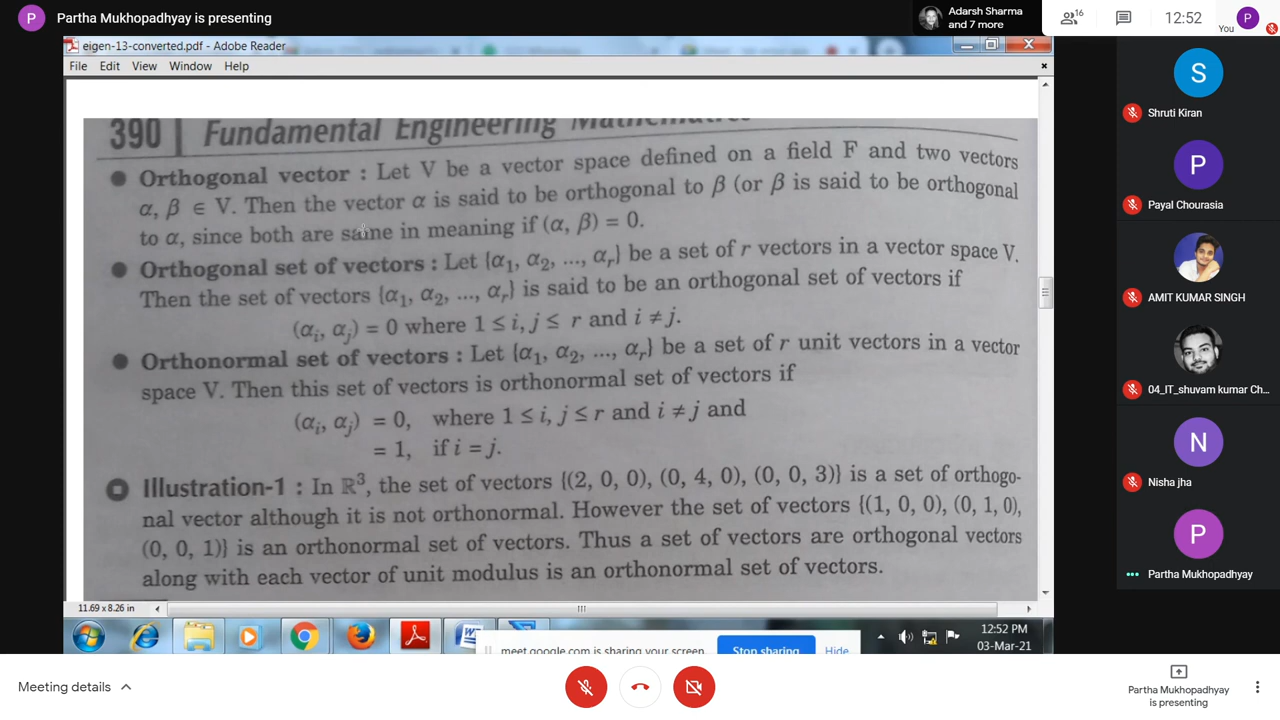 P
Partha Mukhopadhyay is presenting
Adarsh Sharma
and 7 more
16
12:52
You
P
eigen-13-converted.pdf - Adobe Reader
File Edit View Window Help
390 | Fundamental Engineering
● Orthogonal vector : Let V be a vector space defined on a field F and two vectors
α, β ∈ V. Then the vector α is said to be orthogonal to β (or β is said to be orthogonal
to α, since both are same in meaning if (α, β) = 0.
● Orthogonal set of vectors : Let {α₁, α₂, ..., αᵣ} be a set of r vectors in a vector space V.
Then the set of vectors {α₁, α₂, ..., αᵣ} is said to be an orthogonal set of vectors if
(αᵢ, αⱼ) = 0 where 1 ≤ i, j ≤ r and i ≠ j.
● Orthonormal set of vectors : Let {α₁, α₂, ..., αᵣ} be a set of r unit vectors in a vector
space V. Then this set of vectors is orthonormal set of vectors if
(αᵢ, αⱼ) = 0, where 1 ≤ i, j ≤ r and i ≠ j and
= 1, if i = j.
Illustration-1 : In ℝ³, the set of vectors {(2, 0, 0), (0, 4, 0), (0, 0, 3)} is a set of orthogo-
nal vector although it is not orthonormal. However the set of vectors {(1, 0, 0), (0, 1, 0),
(0, 0, 1)} is an orthonormal set of vectors. Thus a set of vectors are orthogonal vectors
along with each vector of unit modulus is an orthonormal set of vectors.
11.69 x 8.26 in
meet.google.com is sharing your screen.
Stop sharing
Hide
12:52 PM
03-Mar-21
S
Shruti Kiran
P
Payal Chourasia
AMIT KUMAR SINGH
04_IT_shuvam kumar Ch...
N
Nisha jha
P
Partha Mukhopadhyay
Meeting details
Partha Mukhopadhyay
is presenting